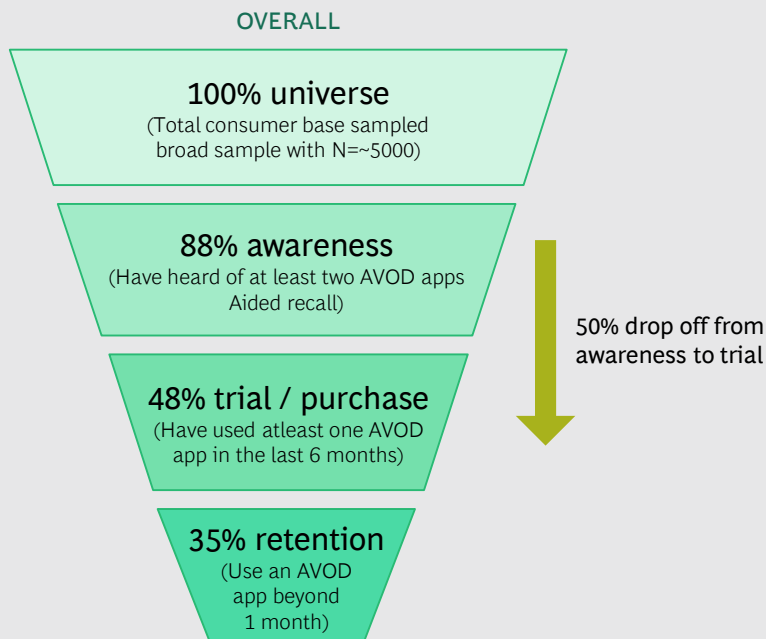 OVERALL
100% universe
(Total consumer base sampled
broad sample with N=~5000)
88% awareness
(Have heard of at least two AVOD apps
Aided recall)
50% drop off from
awareness to trial
48% trial / purchase
(Have used atleast one AVOD
app in the last 6 months)
35% retention
(Use an AVOD
app beyond
1 month)